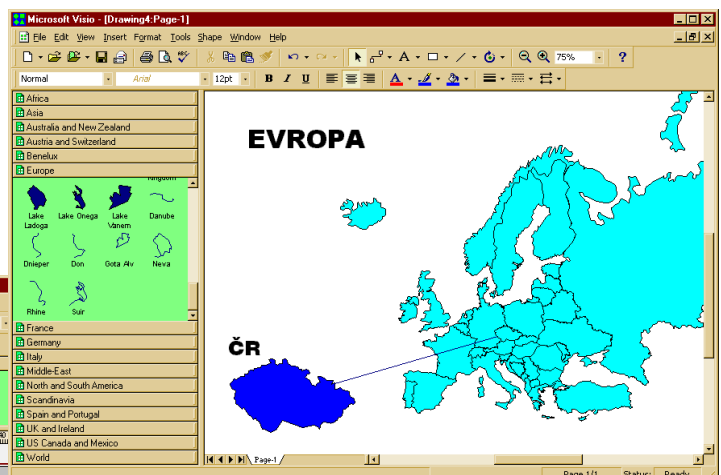 Microsoft Visio - [Drawing4:Page-1]
File Edit View Insert Format Tools Shape Window Help
75%
Normal Arial 12pt B I U
Africa
Asia
Australia and New Zealand
Austria and Switzerland
Benelux
Europe
Kingdom
Lake Ladoga
Lake Onega
Lake Vanern
Danube
Dnieper
Don
Gota Alv
Neva
Rhine
Suir
France
Germany
Italy
Middle-East
North and South America
Scandinavia
Spain and Portugal
UK and Ireland
US Canada and Mexico
World
EVROPA
ČR
Page-1
Page 1/1 Status: Ready